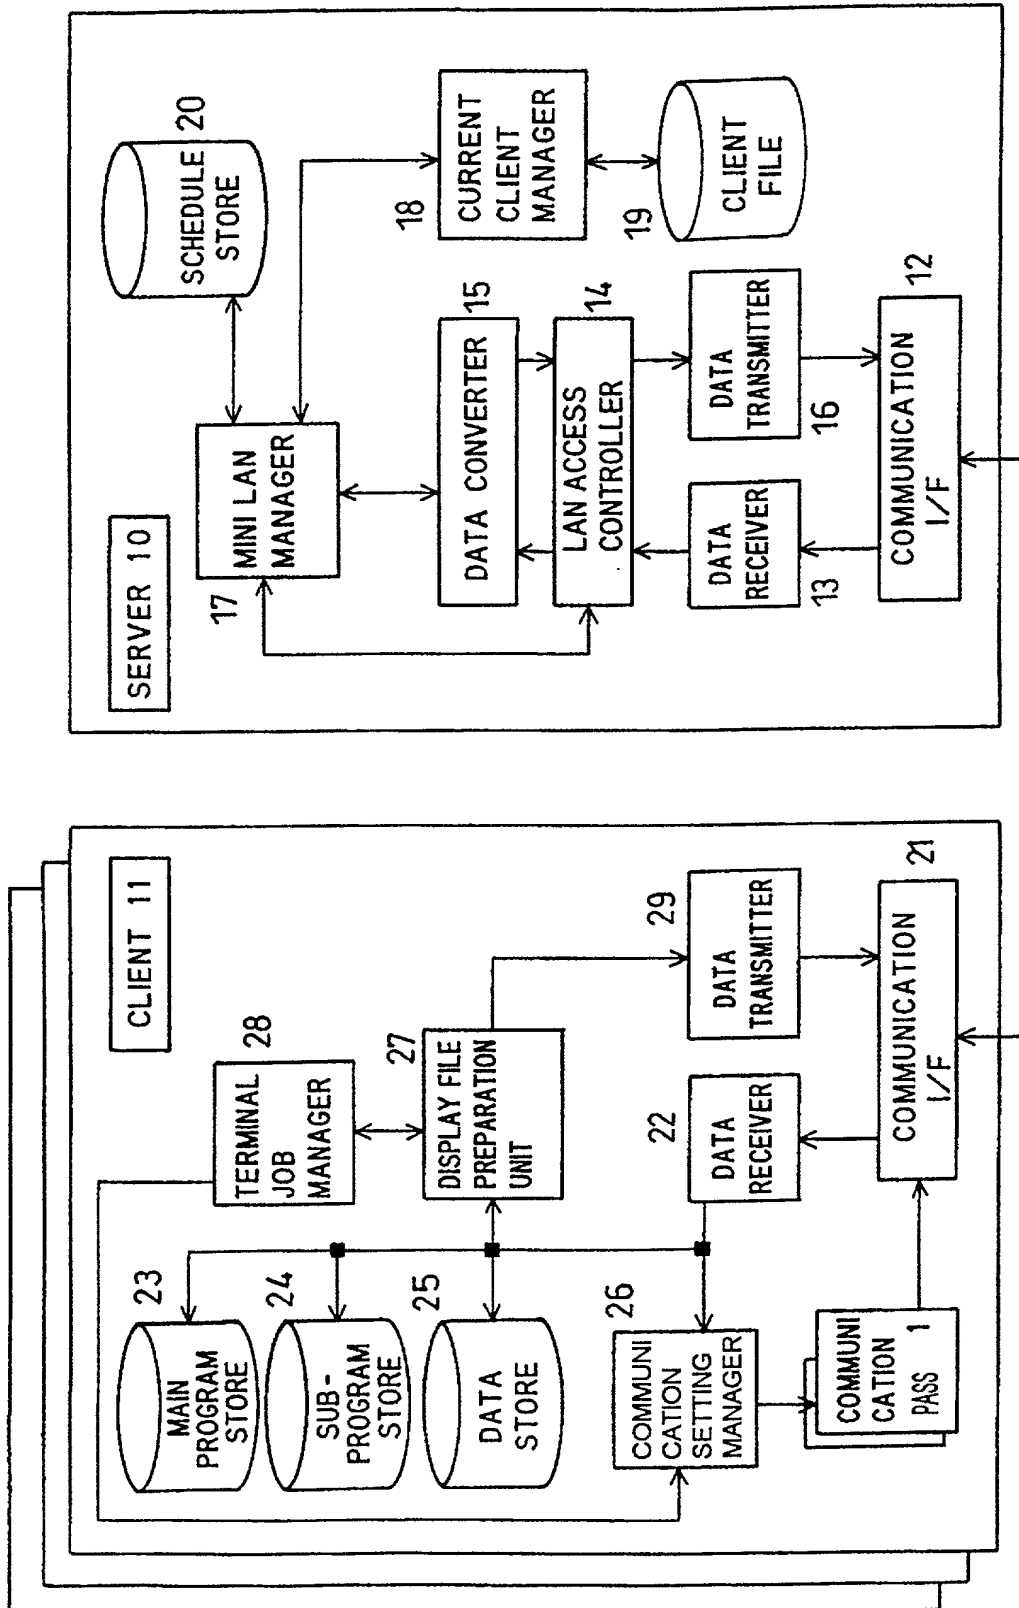 CLIENT 11
MAIN
PROGRAM
STORE
23
SUB-
PROGRAM
STORE
24
DATA
STORE
25
TERMINAL
JOB
MANAGER
28
DISPLAY FILE
PREPARATION
UNIT
27
COMMUNI
CATION
SETTING
MANAGER
26
DATA
RECEIVER
22
DATA
TRANSMITTER
29
COMMUNI
CATION
PASS 1
COMMUNICATION
I/F
21
SERVER 10
MINI LAN
MANAGER
17
SCHEDULE
STORE
20
DATA CONVERTER
15
CURRENT
CLIENT
MANAGER
18
LAN ACCESS
CONTROLLER
14
CLIENT
FILE
19
DATA
RECEIVER
13
DATA
TRANSMITTER
16
COMMUNICATION
I/F
12